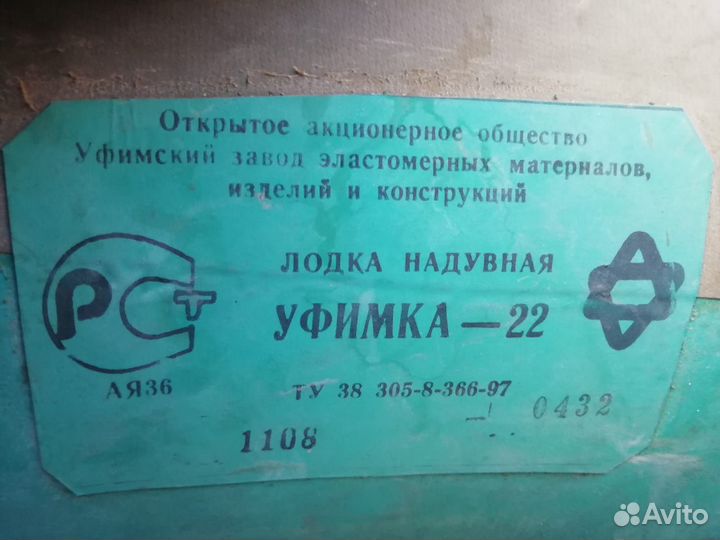 Открытое акционерное общество
Уфимский завод эластомерных материалов,
изделий и конструкций
ЛОДКА НАДУВНАЯ
УФИМКА—22
РСТ
АЯ36
ТУ 38 305-8-366-97
0432
1108
Avito